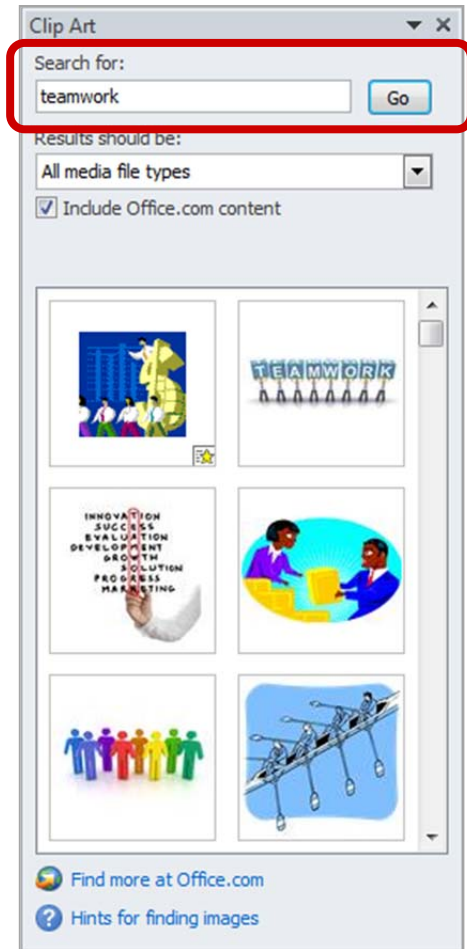 Clip Art
Search for:
teamwork
Go
Results should be:
All media file types
Include Office.com content
TEAMWORK
INNOVATION
SUCCESS
EVALUATION
DEVELOPMENT
GROWTH
SOLUTION
PROGRESS
MARKETING
Find more at Office.com
Hints for finding images